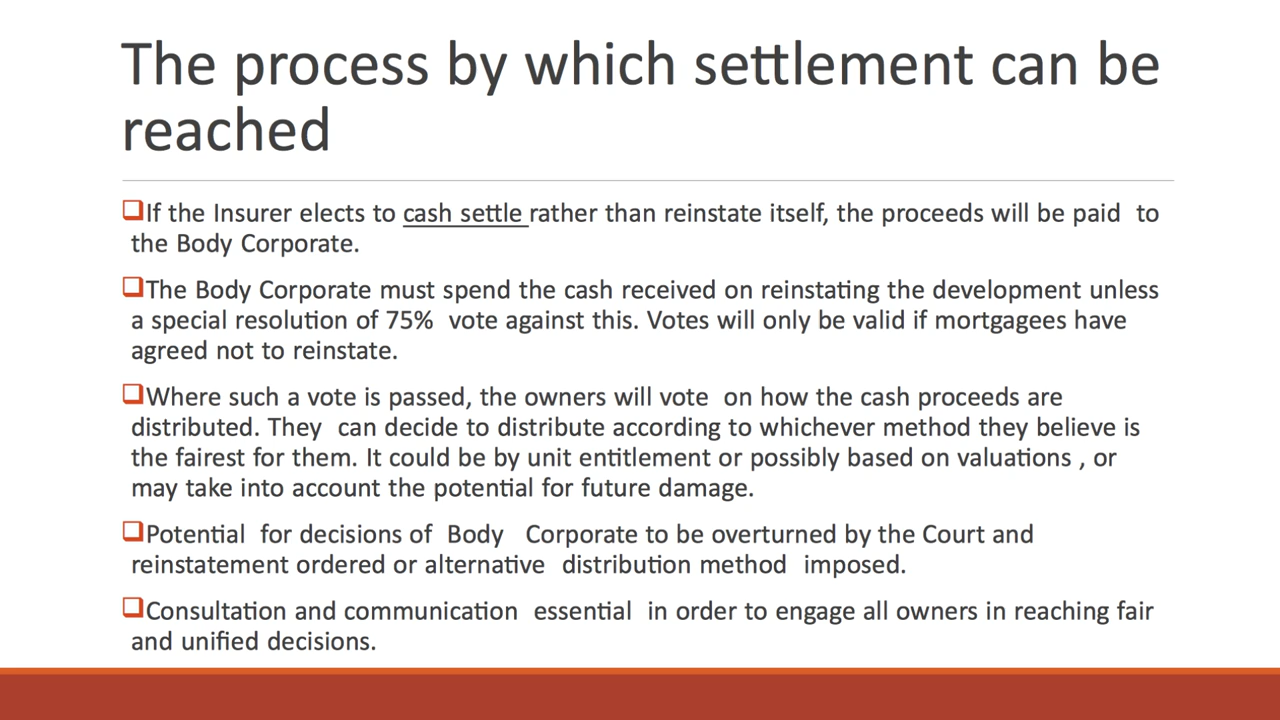 The process by which settlement can be
reached
If the Insurer elects to cash settle rather than reinstate itself, the proceeds will be paid  to
the Body Corporate.
The Body Corporate must spend the cash received on reinstating the development unless
a special resolution of 75%  vote against this. Votes will only be valid if mortgagees have
agreed not to reinstate.
Where such a vote is passed, the owners will vote  on how the cash proceeds are
distributed. They  can decide to distribute according to whichever method they believe is
the fairest for them. It could be by unit entitlement or possibly based on valuations , or
may take into account the potential for future damage.
Potential  for decisions of  Body   Corporate to be overturned by the Court and
reinstatement ordered or alternative  distribution method  imposed.
Consultation and communication  essential  in order to engage all owners in reaching fair
and unified decisions.